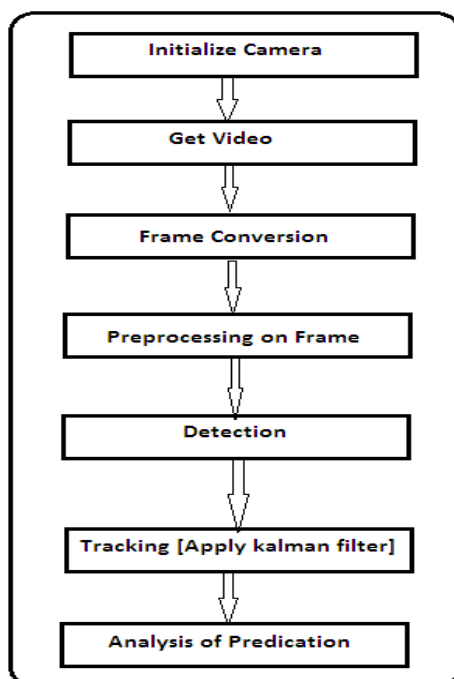 Initialize Camera
Get Video
Frame Conversion
Preprocessing on Frame
Detection
Tracking [Apply kalman filter]
Analysis of Predication